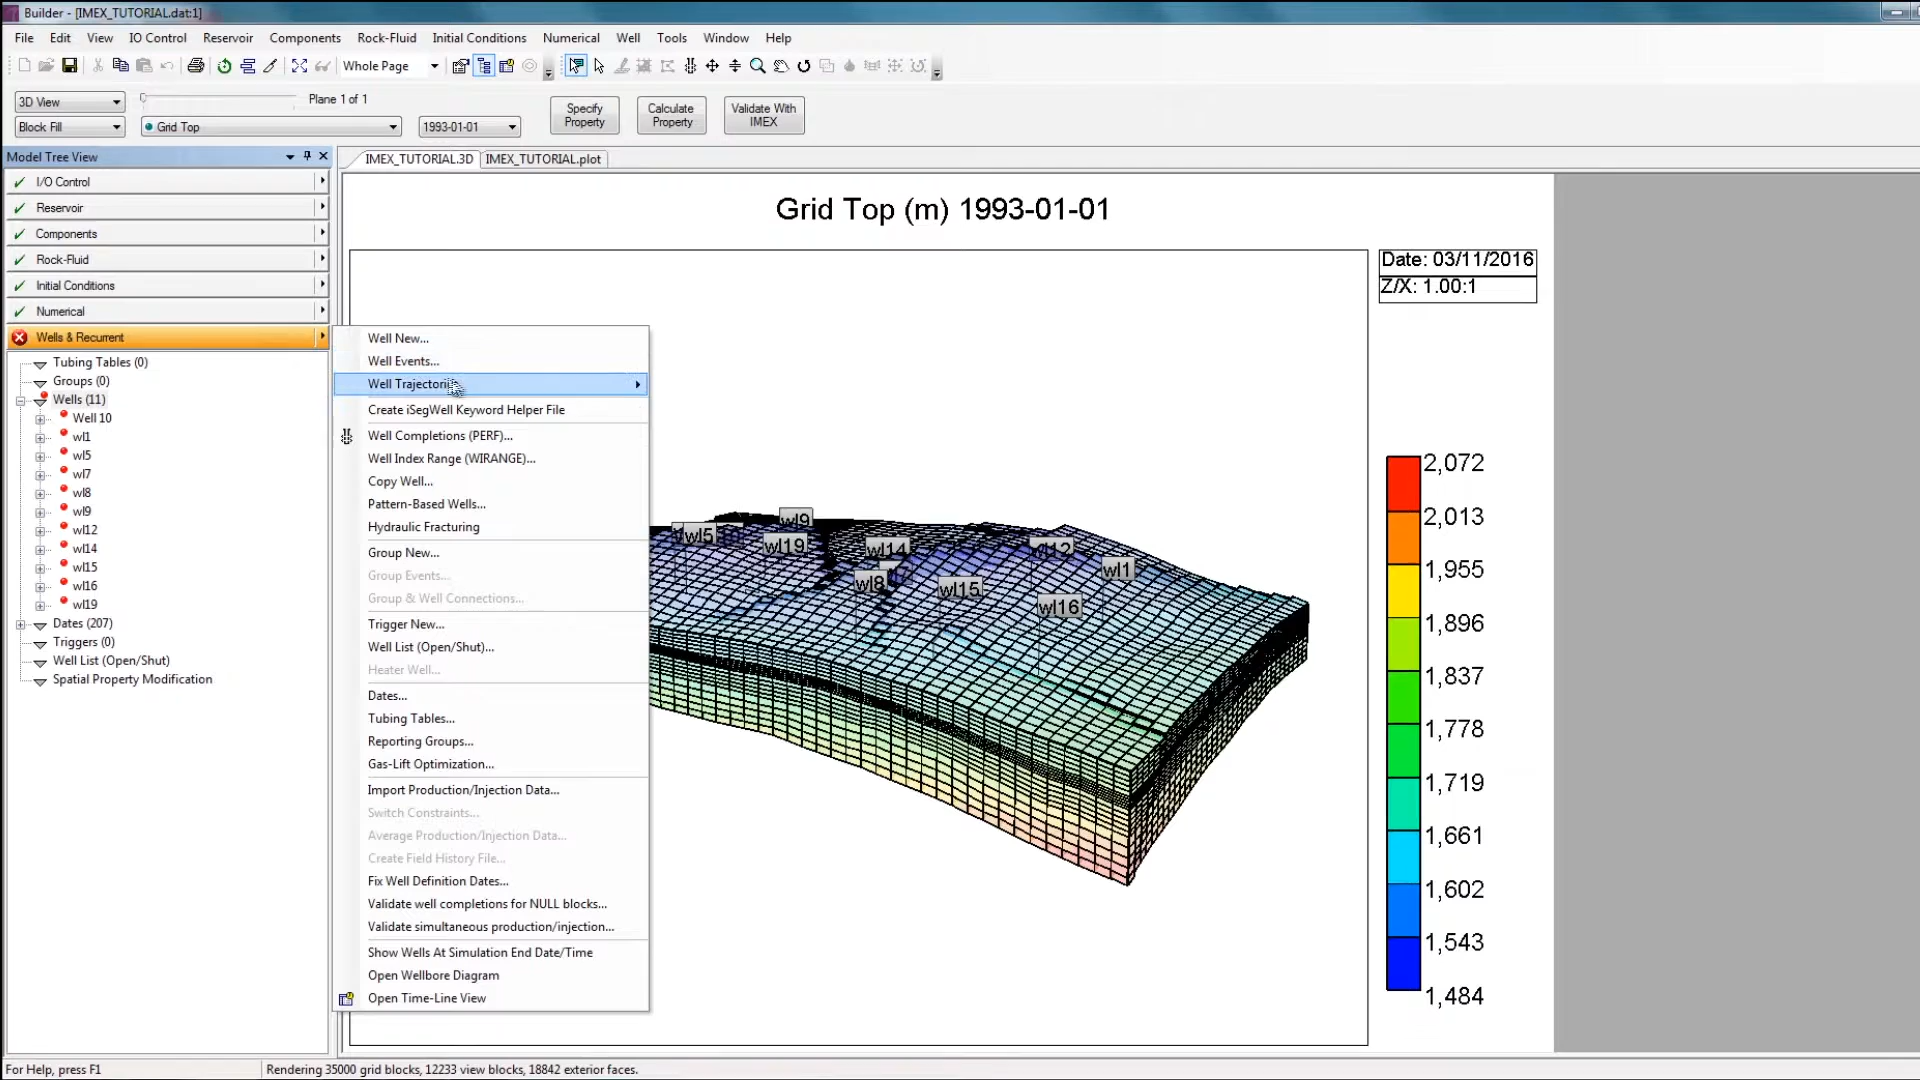 Builder - [IMEX_TUTORIAL.dat:1]
File Edit View IO Control Reservoir Components Rock-Fluid Initial Conditions Numerical Well Tools Window Help
Whole Page
3D View
Plane 1 of 1
Block Fill
Grid Top
1993-01-01
Specify Property
Calculate Property
Validate With IMEX
Model Tree View
IMEX_TUTORIAL.3D
IMEX_TUTORIAL.plot
I/O Control
Reservoir
Components
Rock-Fluid
Initial Conditions
Numerical
Wells & Recurrent
Tubing Tables (0)
Groups (0)
Wells (11)
Well 10
wl1
wl5
wl7
wl8
wl9
wl12
wl14
wl15
wl16
wl19
Dates (207)
Triggers (0)
Well List (Open/Shut)
Spatial Property Modification
Well New...
Well Events...
Well Trajectori
Create iSegWell Keyword Helper File
Well Completions (PERF)...
Well Index Range (WIRANGE)...
Copy Well...
Pattern-Based Wells...
Hydraulic Fracturing
Group New...
Group Events...
Group & Well Connections...
Trigger New...
Well List (Open/Shut)...
Heater Well...
Dates...
Tubing Tables...
Reporting Groups...
Gas-Lift Optimization...
Import Production/Injection Data...
Switch Constraints...
Average Production/Injection Data...
Create Field History File...
Fix Well Definition Dates...
Validate well completions for NULL blocks...
Validate simultaneous production/injection...
Show Wells At Simulation End Date/Time
Open Wellbore Diagram
Open Time-Line View
Grid Top (m) 1993-01-01
Date: 03/11/2016
Z/X: 1.00:1
wl9
wl5
wl19
wl14
wl12
wl8
wl15
wl1
wl16
2,072
2,013
1,955
1,896
1,837
1,778
1,719
1,661
1,602
1,543
1,484
For Help, press F1
Rendering 35000 grid blocks, 12233 view blocks, 18842 exterior faces.